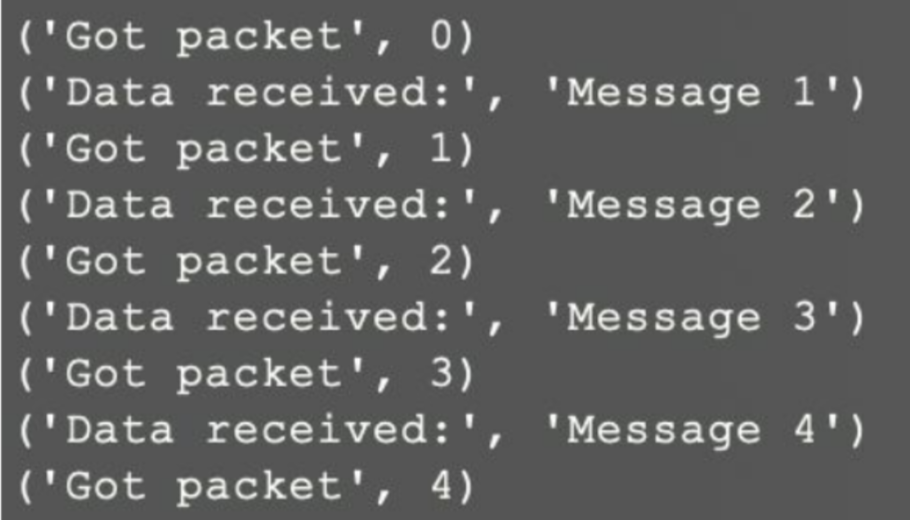 ('Got packet', 0)
('Data received:', 'Message 1')
('Got packet', 1)
('Data received:', 'Message 2')
('Got packet', 2)
('Data received:', 'Message 3')
('Got packet', 3)
('Data received:', 'Message 4')
('Got packet', 4)